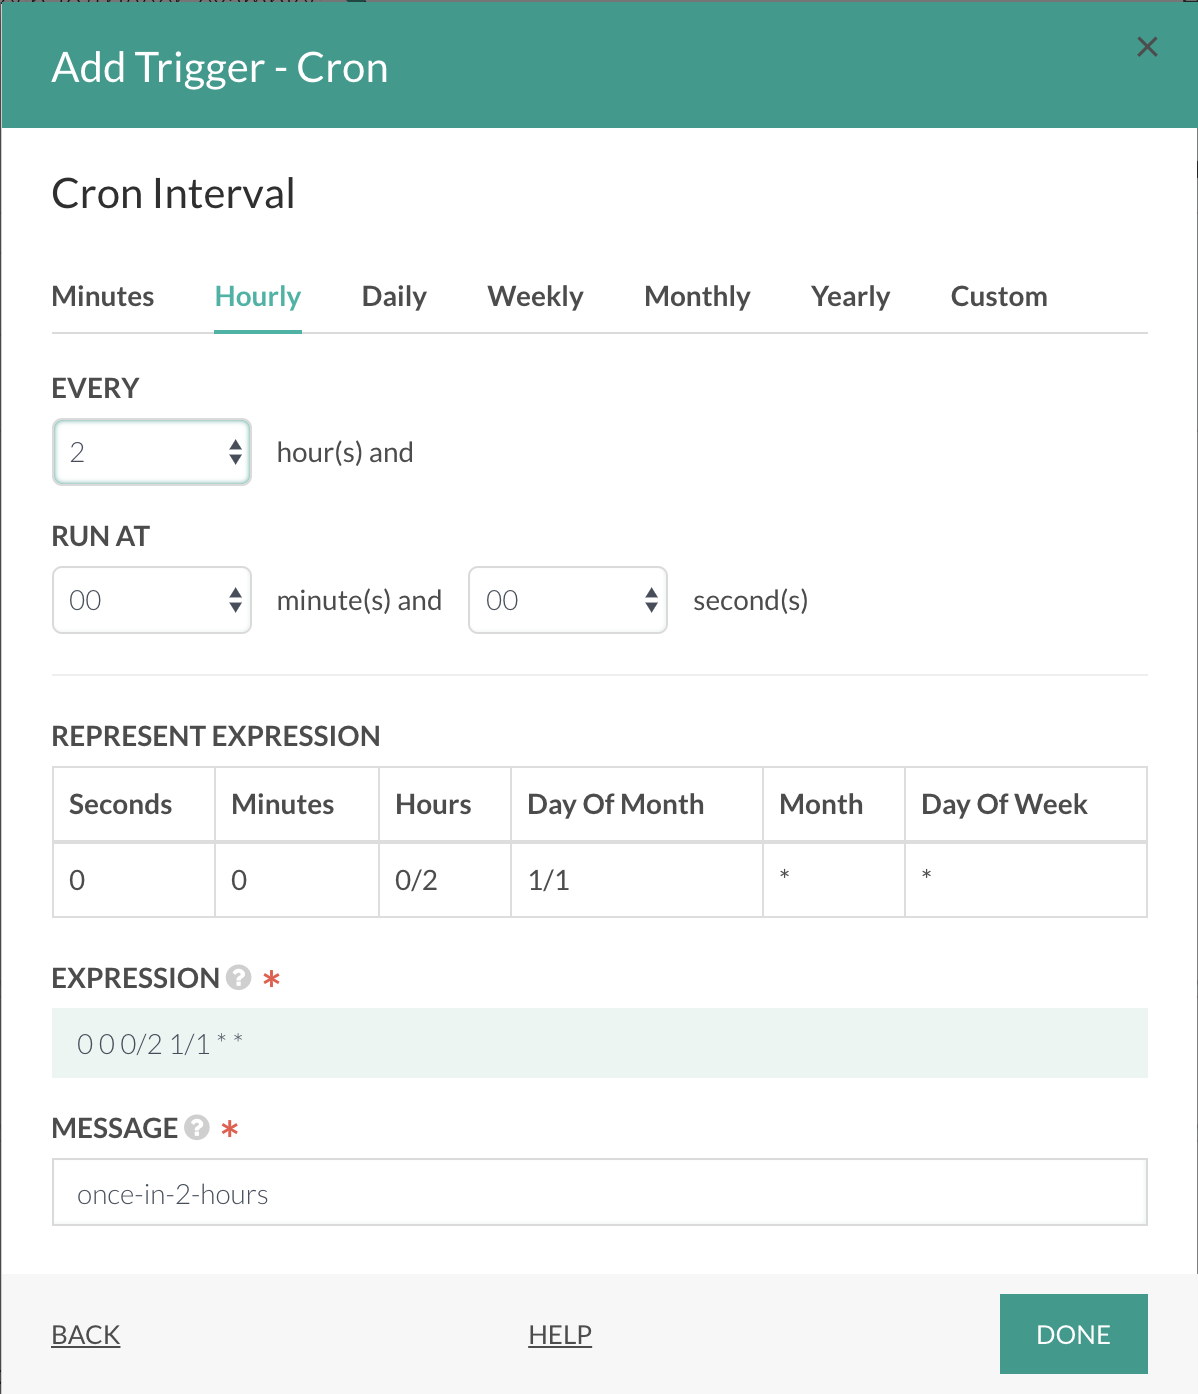 Add Trigger - Cron
Cron Interval
Minutes Hourly Daily Weekly Monthly Yearly Custom
EVERY
2 hour(s) and
RUN AT
00 minute(s) and 00 second(s)
REPRESENT EXPRESSION
Seconds Minutes Hours Day Of Month Month Day Of Week
0 0 0/2 1/1 * *
EXPRESSION ? *
0 0 0/2 1/1 * *
MESSAGE ? *
once-in-2-hours
BACK HELP DONE